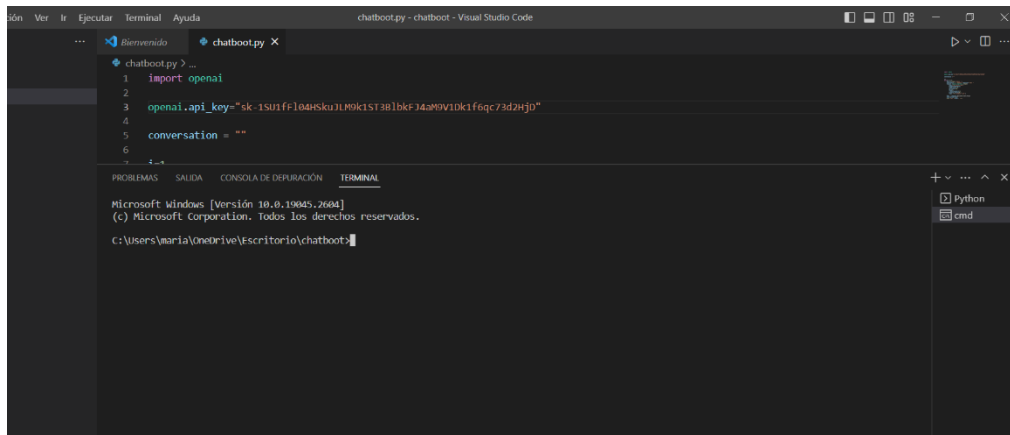 ión Ver Ir Ejecutar Terminal Ayuda chatboot.py - chatboot - Visual Studio Code
... Bienvenido chatboot.py
chatboot.py > ...
1 import openai
2
3 openai.api_key=
4
5 conversation = ""
6
PROBLEMAS SALIDA CONSOLA DE DEPURACIÓN TERMINAL
Microsoft Windows [Versión 10.0.19045.2604]
(c) Microsoft Corporation. Todos los derechos reservados.
C:\Users\maria\OneDrive\Escritorio\chatboot>
Python
cmd